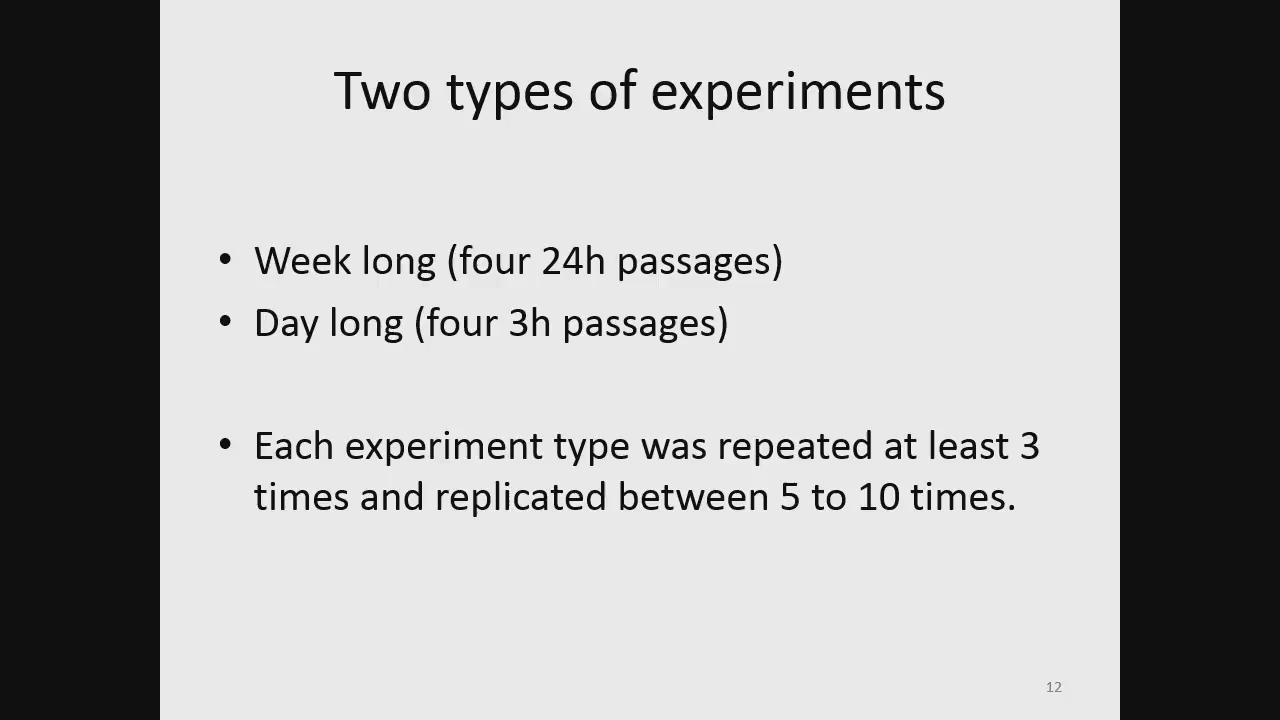 Two types of experiments
• Week long (four 24h passages)
• Day long (four 3h passages)
• Each experiment type was repeated at least 3
times and replicated between 5 to 10 times.
12